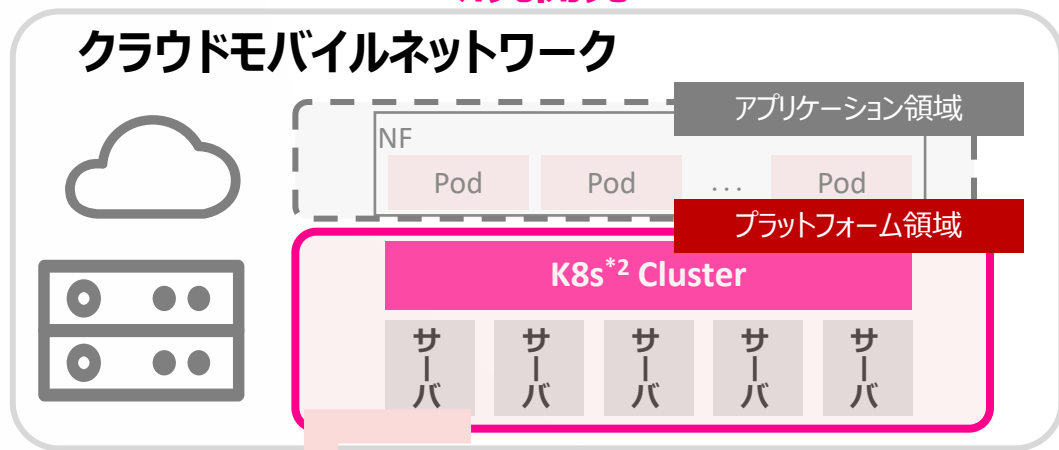 クラウドモバイルネットワーク
アプリケーション領域
NF
Pod Pod ... Pod
プラットフォーム領域
K8s*2 Cluster
サーバ サーバ サーバ サーバ サーバ